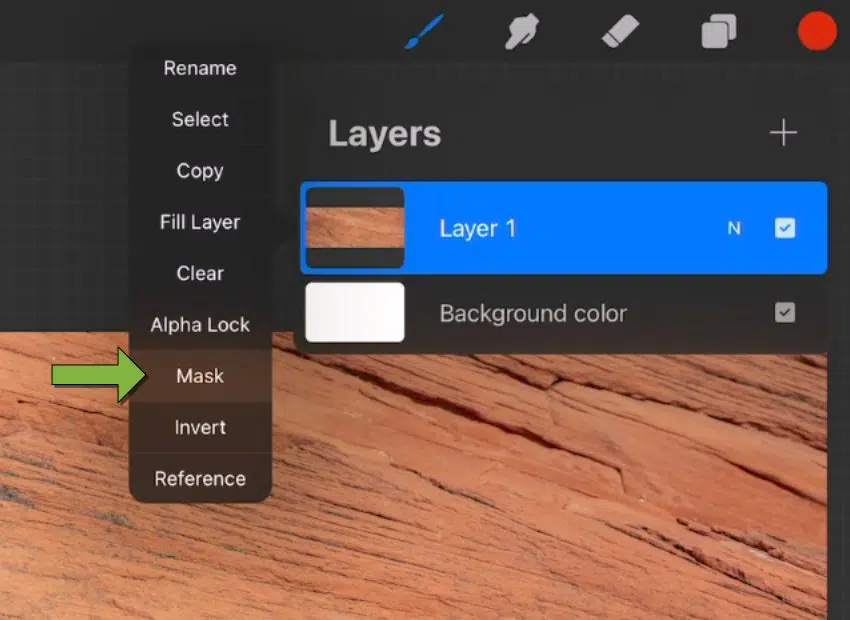 Rename
Select
Copy
Fill Layer
Clear
Alpha Lock
Mask
Invert
Reference
Layers
Layer 1 N
Background color